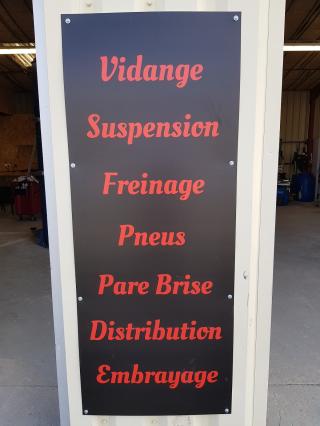 Vidange
Suspension
Freinage
Pneus
Pare Brise
Distribution
Embrayage